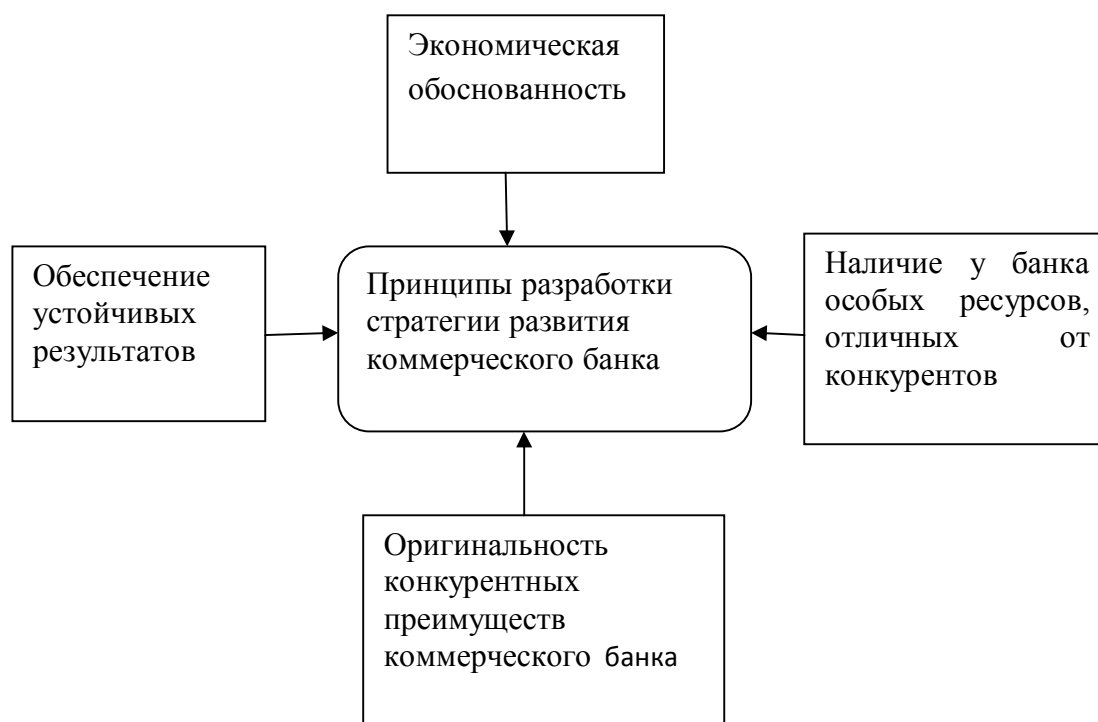 Экономическая
обоснованность
Обеспечение
устойчивых
результатов
Принципы разработки
стратегии развития
коммерческого банка
Наличие у банка
особых ресурсов,
отличных от
конкурентов
Оригинальность
конкурентных
преимуществ
коммерческого банка